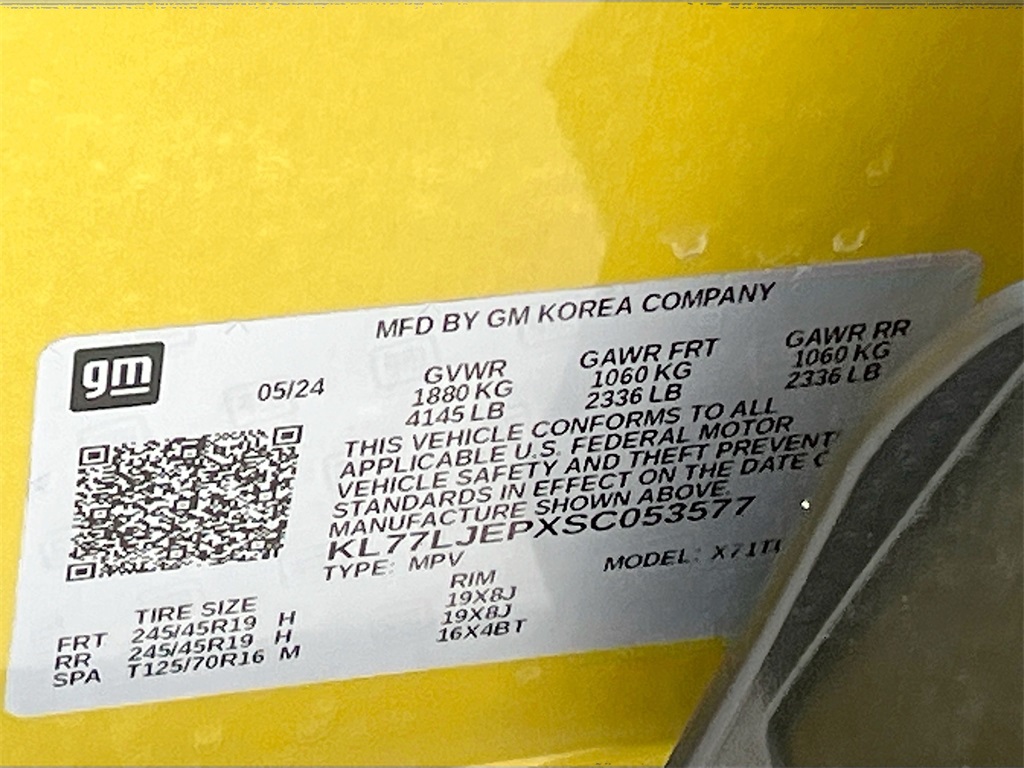 MFD BY GM KOREA COMPANY
gm
05/24
GVWR GAWR FRT GAWR RR
1880 KG 1060 KG 1060 KG
4145 LB 2336 LB 2336 LB
THIS VEHICLE CONFORMS TO ALL
APPLICABLE U.S. FEDERAL MOTOR
VEHICLE SAFETY AND THEFT PREVENT
STANDARDS IN EFFECT ON THE DATE
MANUFACTURE SHOWN ABOVE.
KL77LJEPXSC053577
TYPE: MPV MODEL:
TIRE SIZE RIM
FRT 245/45R19 H 19X8J
RR 245/45R19 H 19X8J
SPA T125/70R16 M 16X4BT